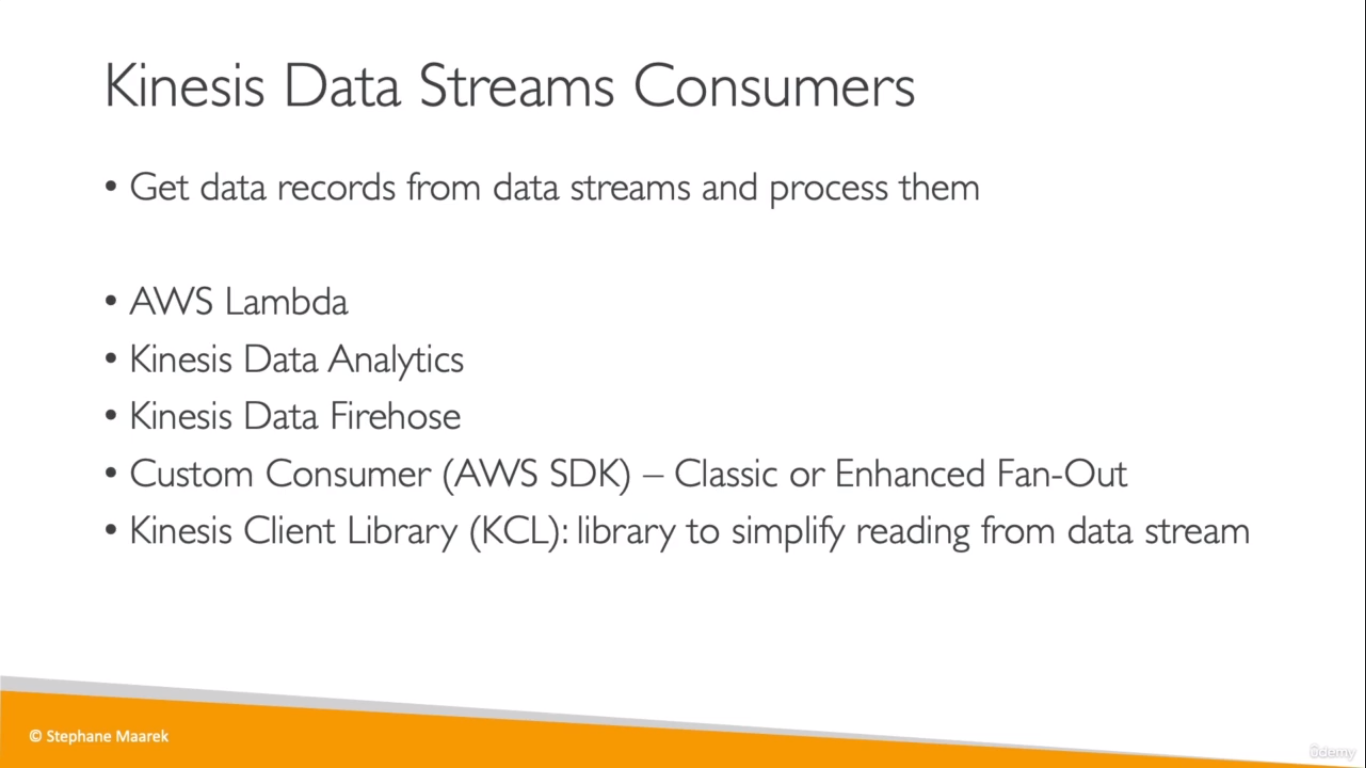 Kinesis Data Streams Consumers
• Get data records from data streams and process them
• AWS Lambda
• Kinesis Data Analytics
• Kinesis Data Firehose
• Custom Consumer (AWS SDK) – Classic or Enhanced Fan-Out
• Kinesis Client Library (KCL): library to simplify reading from data stream
© Stephane Maarek
ûdemy